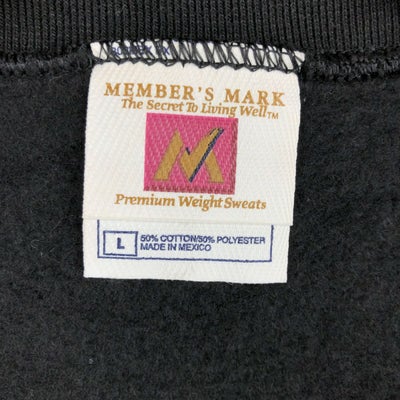 MEMBER'S MARK
The Secret To Living Well™
M
Premium Weight Sweats
L
50% COTTON/50% POLYESTER
MADE IN MEXICO